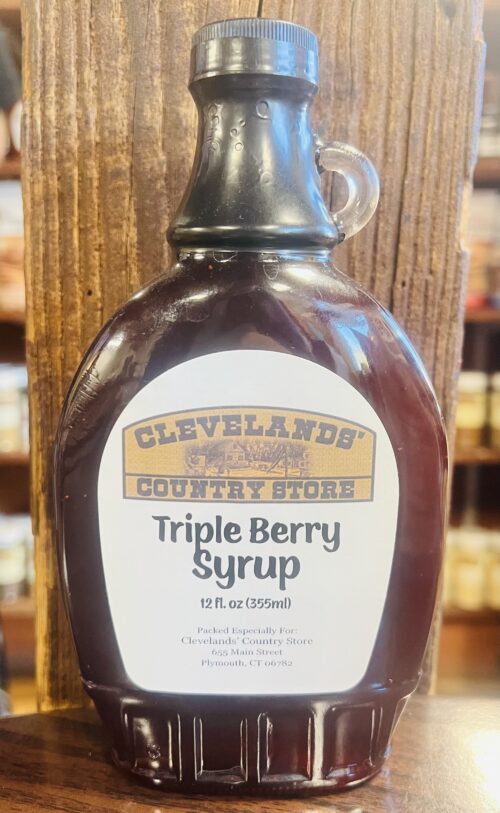 CLEVELANDS'
COUNTRY STORE
Triple Berry
Syrup
12 fl. oz (355ml)
Packed Especially For:
Clevelands' Country Store
655 Main Street
Plymouth, CT 06782